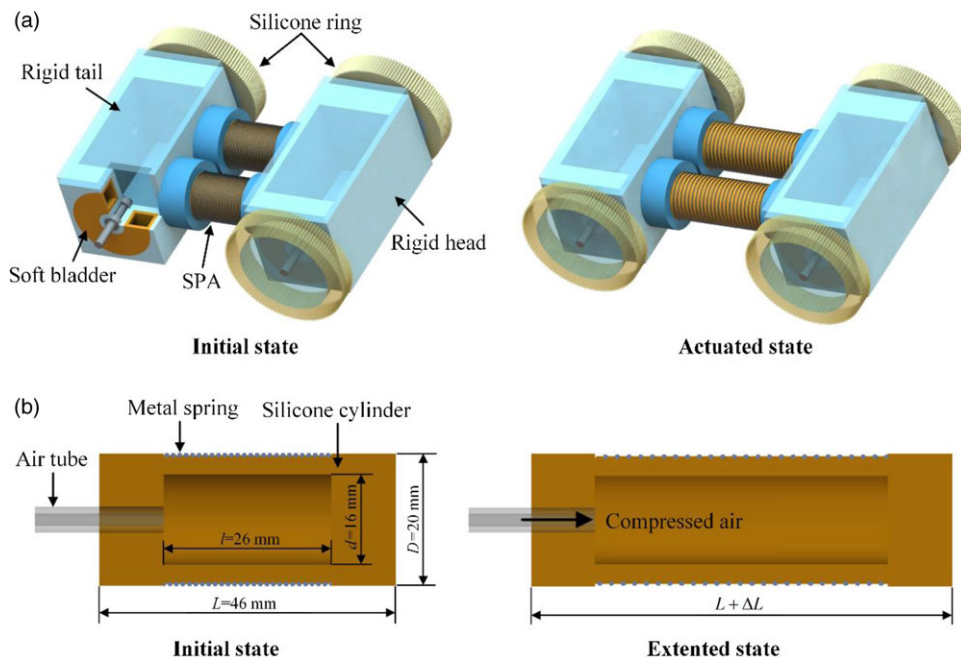 (a)
Silicone ring
Rigid tail
Rigid head
Soft bladder
SPA
Initial state
Actuated state
(b)
Metal spring
Silicone cylinder
Air tube
l=26 mm
d=16 mm
D=20 mm
L=46 mm
Compressed air
L + ΔL
Initial state
Extented state